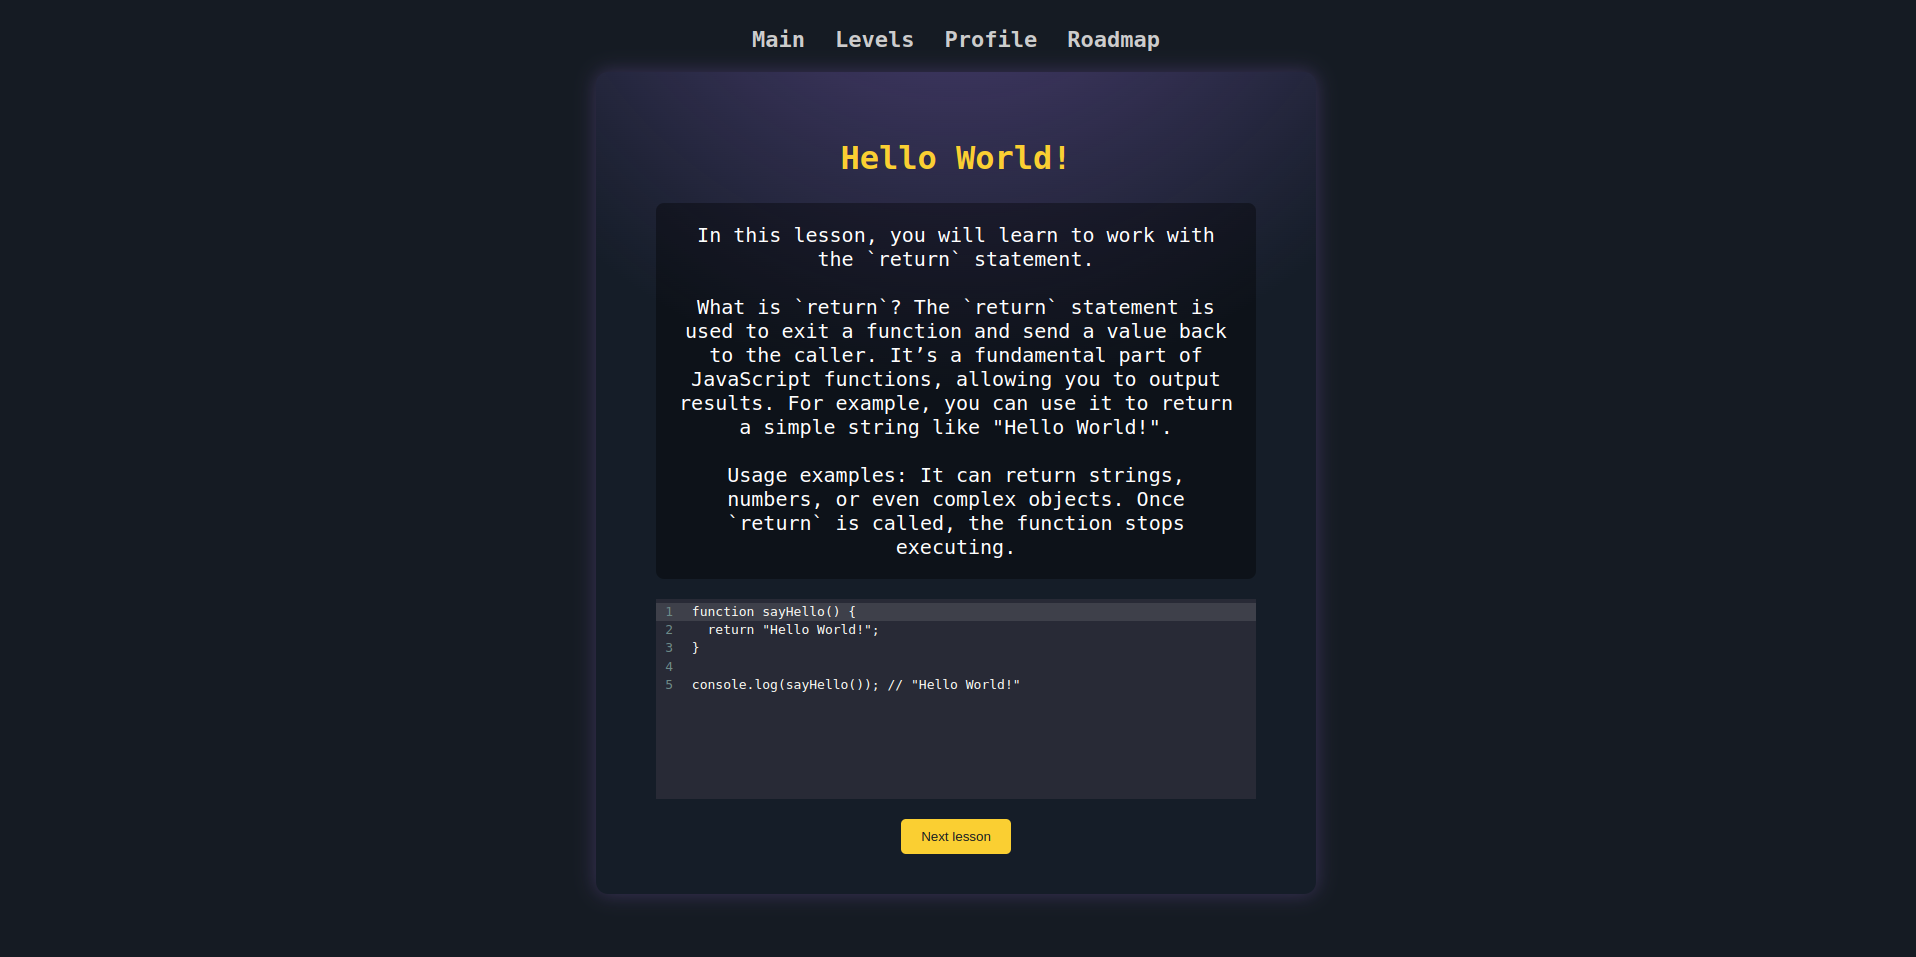 Main Levels Profile Roadmap
Hello World!
In this lesson, you will learn to work with
the `return` statement.
What is `return`? The `return` statement is
used to exit a function and send a value back
to the caller. It’s a fundamental part of
JavaScript functions, allowing you to output
results. For example, you can use it to return
a simple string like "Hello World!".
Usage examples: It can return strings,
numbers, or even complex objects. Once
`return` is called, the function stops
executing.
1 function sayHello() {
2   return "Hello World!";
3 }
4
5 console.log(sayHello()); // "Hello World!"
Next lesson